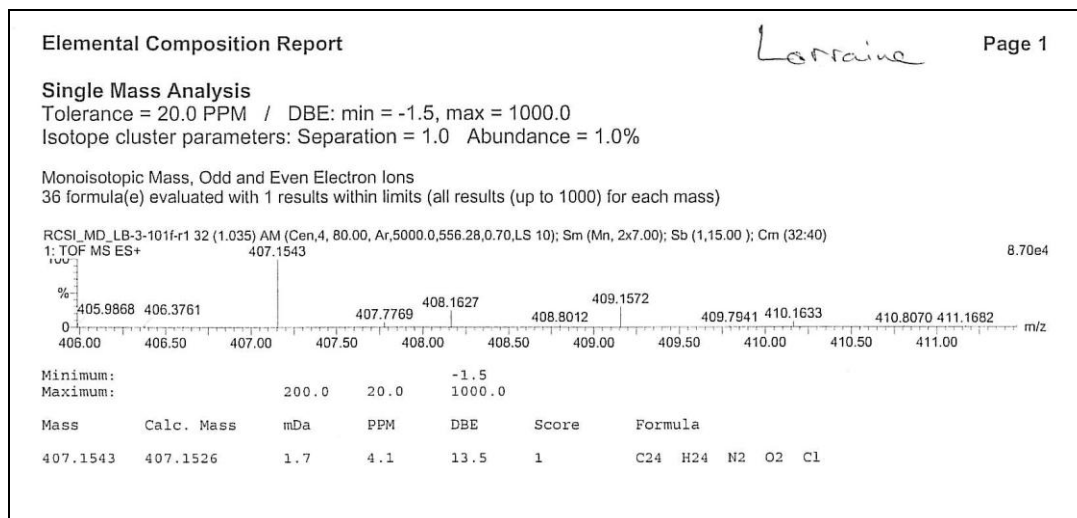 Elemental Composition Report
Lorraine
Page 1
Single Mass Analysis
Tolerance = 20.0 PPM / DBE: min = -1.5, max = 1000.0
Isotope cluster parameters: Separation = 1.0 Abundance = 1.0%
Monoisotopic Mass, Odd and Even Electron Ions
36 formula(e) evaluated with 1 results within limits (all results (up to 1000) for each mass)
RCSI_MD_LB-3-101f-r1 32 (1.035) AM (Cen,4, 80.00, Ar,5000.0,556.28,0.70,LS 10); Sm (Mn, 2x7.00); Sb (1,15.00 ); Cm (32:40)
1: TOF MS ES+
8.70e4
100
407.1543
%
405.9868 406.3761 407.7769 408.1627 408.8012 409.1572 409.7941 410.1633 410.8070 411.1682
0
m/z
406.00 406.50 407.00 407.50 408.00 408.50 409.00 409.50 410.00 410.50 411.00
Minimum: -1.5
Maximum: 200.0 20.0 1000.0
Mass Calc. Mass mDa PPM DBE Score Formula
407.1543 407.1526 1.7 4.1 13.5 1 C24 H24 N2 O2 Cl